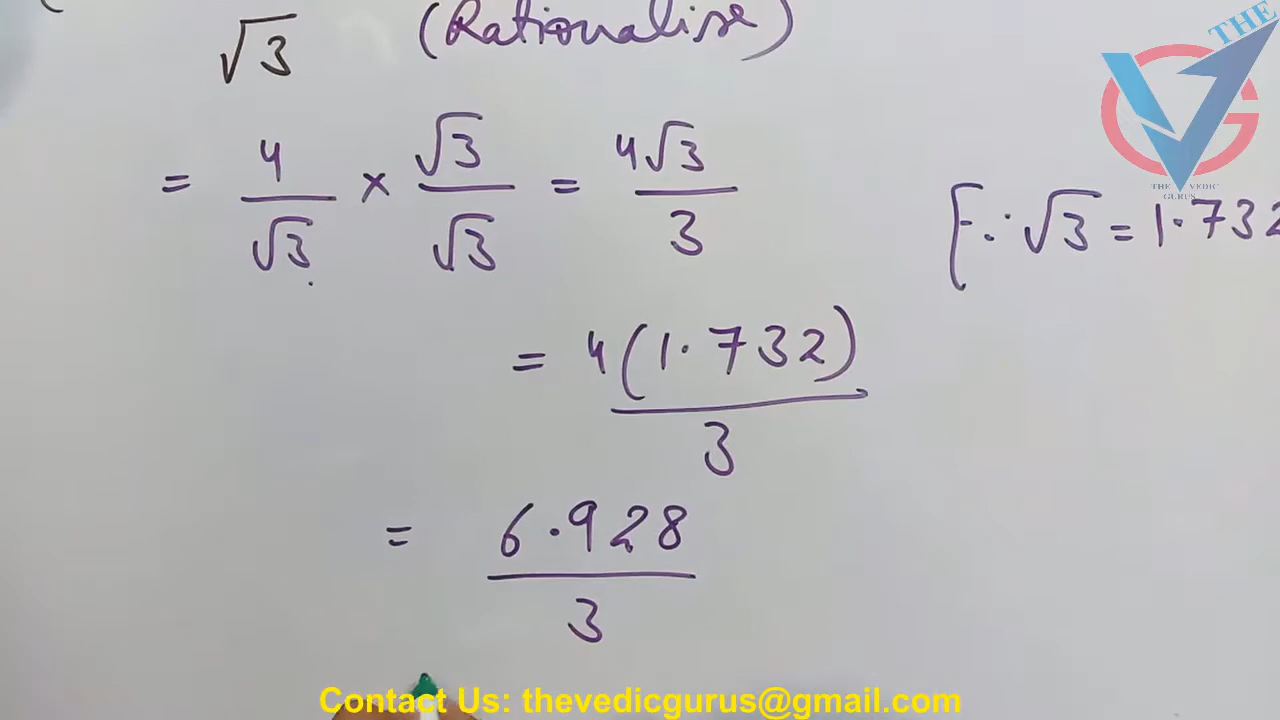 √3 (Rationalise)
THE
= 4/√3 × √3/√3 = 4√3/3
THE VEDIC
GURUS
[∵ √3 = 1.732
= 4(1.732)/3
= 6.928/3
Contact Us: thevedicgurus@gmail.com